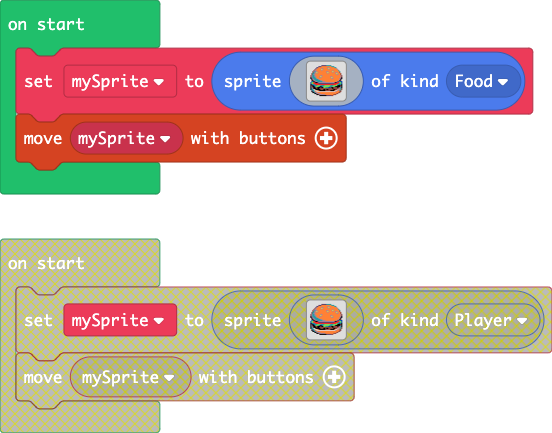 on start
set mySprite to sprite of kind Food
move mySprite with buttons
on start
set mySprite to sprite of kind Player
move mySprite with buttons